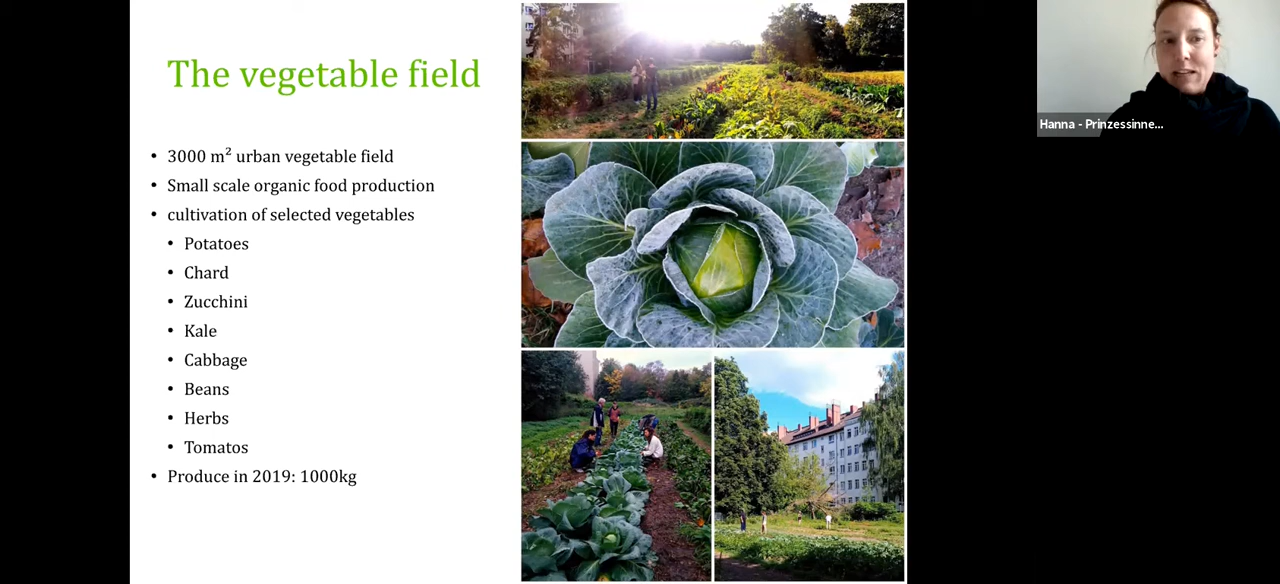 The vegetable field
• 3000 m² urban vegetable field
• Small scale organic food production
• cultivation of selected vegetables
• Potatoes
• Chard
• Zucchini
• Kale
• Cabbage
• Beans
• Herbs
• Tomatos
• Produce in 2019: 1000kg
Hanna - Prinzessinne...